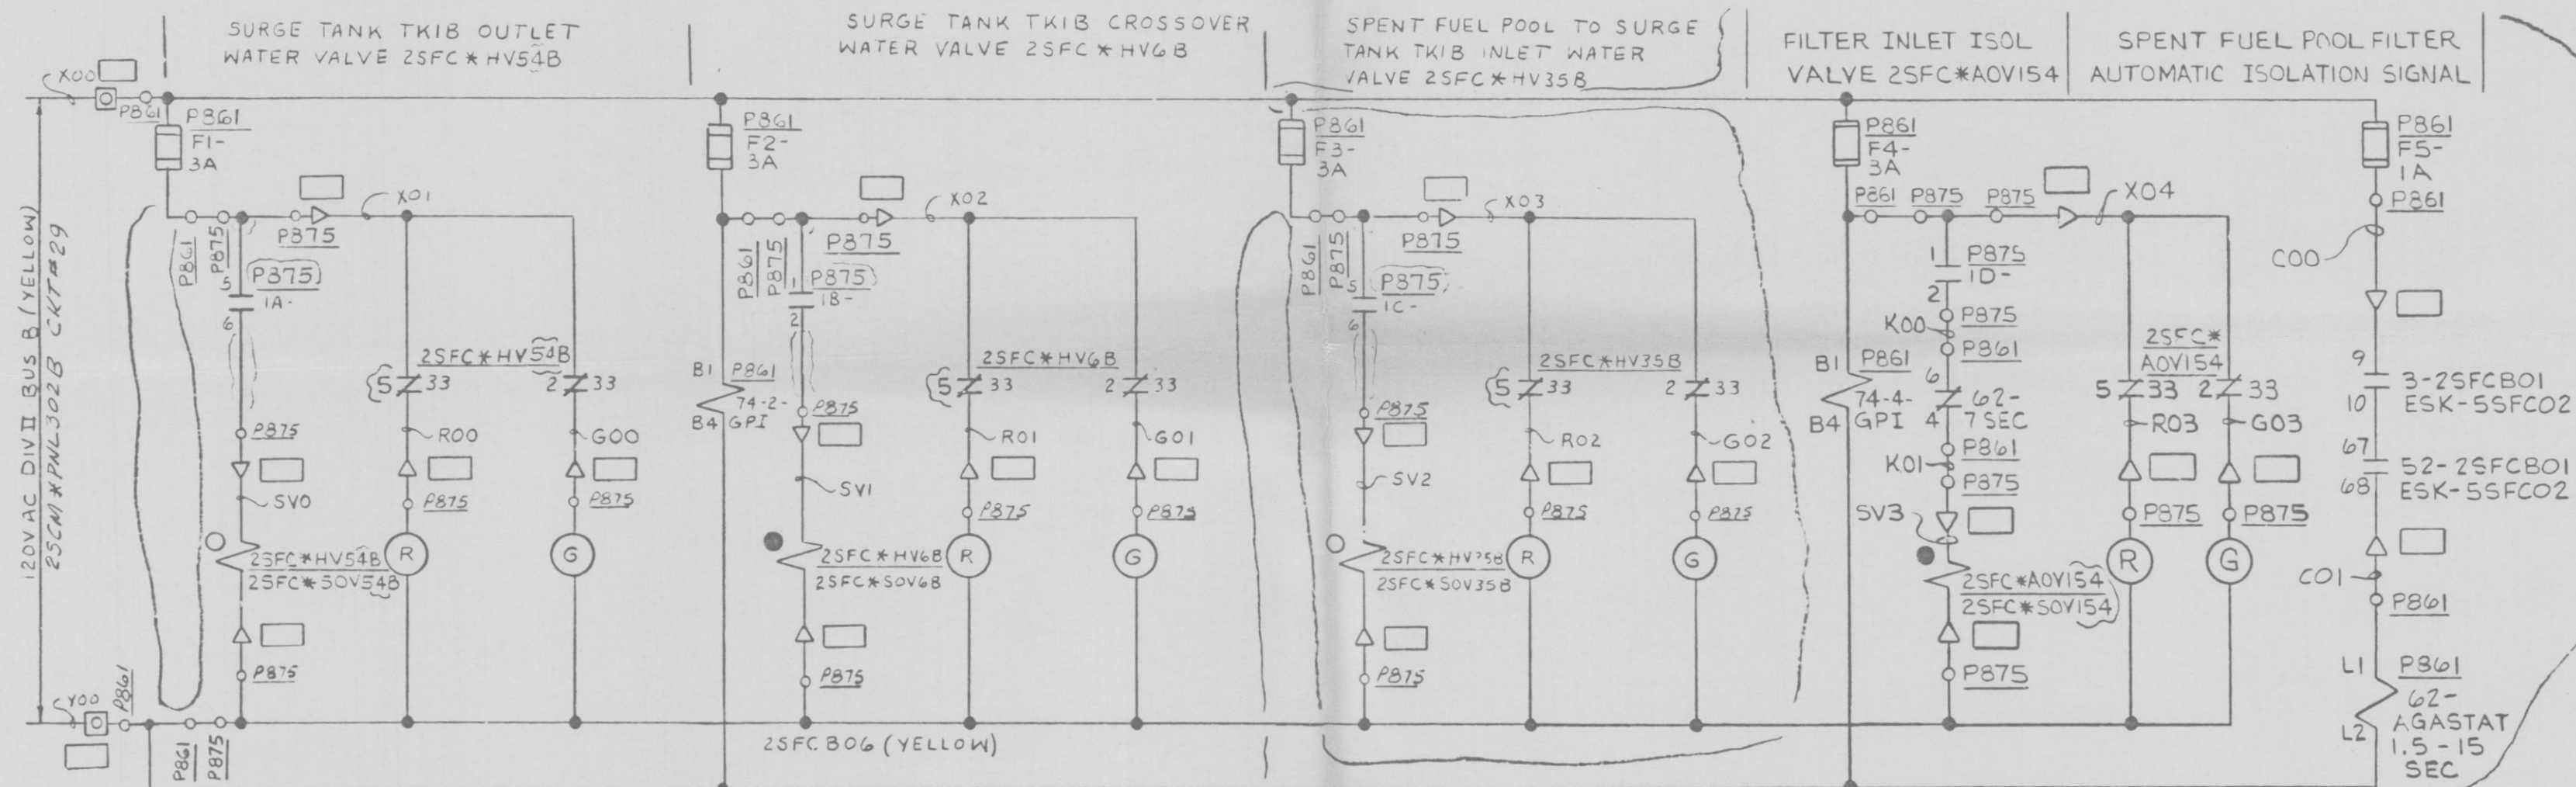 SURGE TANK TK1B OUTLET
WATER VALVE 2SFC*HV54B
SURGE TANK TK1B CROSSOVER
WATER VALVE 2SFC*HV6B
SPENT FUEL POOL TO SURGE
TANK TK1B INLET WATER
VALVE 2SFC*HV35B
FILTER INLET ISOL
VALVE 2SFC*AOV154
SPENT FUEL POOL FILTER
AUTOMATIC ISOLATION SIGNAL
120VAC DIV II BUS B (YELLOW)
2SCM*PNL302B CKT#29
X00
P861
P861
F1-
3A
X01
P861
P875
P875
5
P875
1A-
6
2SFC*HV54B
5 33
2 33
P875
R00
G00
P875
P875
SV0
2SFC*HV54B
2SFC*SOV54B
R
G
P875
Y00
P861
P861
P875
P861
F2-
3A
X02
P861
P875
P875
1
P875
1B-
2
B1
P861
74-2-
B4 GPI
2SFC*HV6B
5 33
2 33
P875
R01
G01
SV1
P875
P875
2SFC*HV6B
2SFC*SOV6B
R
G
P875
2SFCB06 (YELLOW)
P861
F3-
3A
X03
P861
P875
P875
5
P875
1C-
6
2SFC*HV35B
5 33
2 33
P875
R02
G02
SV2
P875
P875
2SFC*HV35B
2SFC*SOV35B
R
G
P875
P861
F4-
3A
P861
P875
P875
X04
1
P875
1D-
2
P875
K00
P861
B1
P861
74-4-
B4 GPI
6
62-
4 7SEC
P861
K01
P875
SV3
2SFC*AOV154
2SFC*SOV154
P875
2SFC*
AOV154
5 33
2 33
R03
G03
P875
P875
R
G
P861
F5-
1A
P861
C00
9
3-2SFCB01
10 ESK-5SFC02
67
52-2SFCB01
68 ESK-5SFC02
C01
P861
L1
P861
62-
AGASTAT
L2
1.5-15
SEC